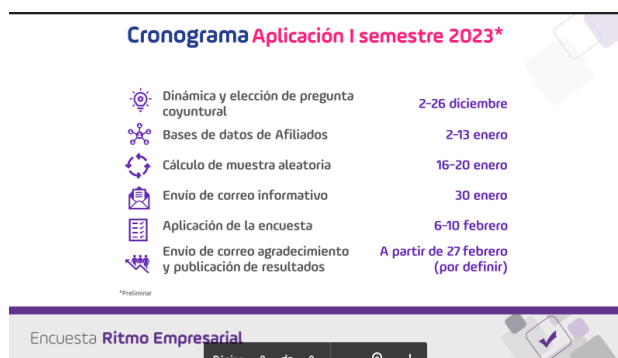 Cronograma Aplicación I semestre 2023*
Dinámica y elección de pregunta
coyuntural
2-26 diciembre
Bases de datos de Afiliados
2-13 enero
Cálculo de muestra aleatoria
16-20 enero
Envío de correo informativo
30 enero
Aplicación de la encuesta
6-10 febrero
Envío de correo agradecimiento
y publicación de resultados
A partir de 27 febrero
(por definir)
*Preliminar
Encuesta Ritmo Empresarial